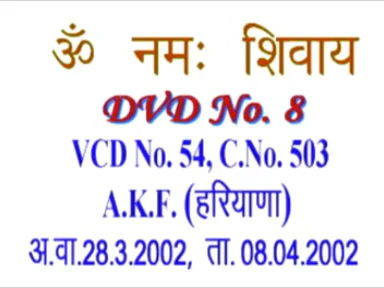 ॐ नमः शिवाय
DVD No. 8
VCD No. 54, C.No. 503
A.K.F. (हरियाणा)
अ.वा.28.3.2002, ता. 08.04.2002